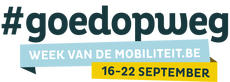 #goedopweg
WEEK VAN DE MOBILITEIT.BE
16-22 SEPTEMBER